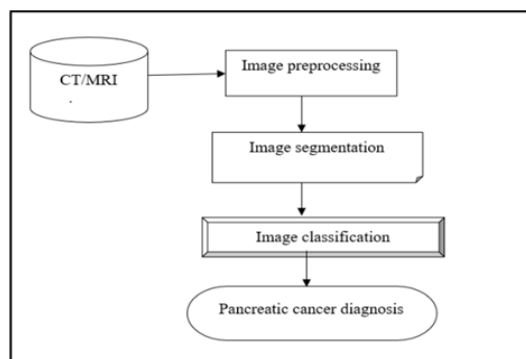 CT/MRI
.
Image preprocessing
Image segmentation
Image classification
Pancreatic cancer diagnosis